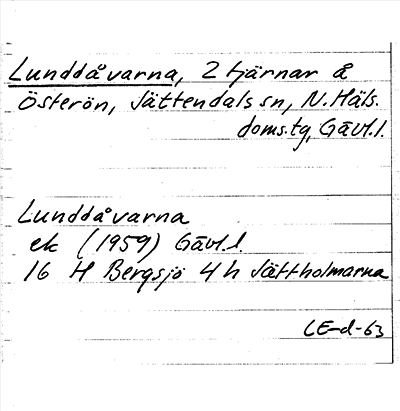 Lunddåvarna, 2 tjärnar å
Österön, Jättendals sn, N. Häls.
doms.tg, Gävl.l.
Lunddåvarna
ek (1959) Gävl.l.
16 H Bergsjö 4 h Jättholmarna
CE-d-63